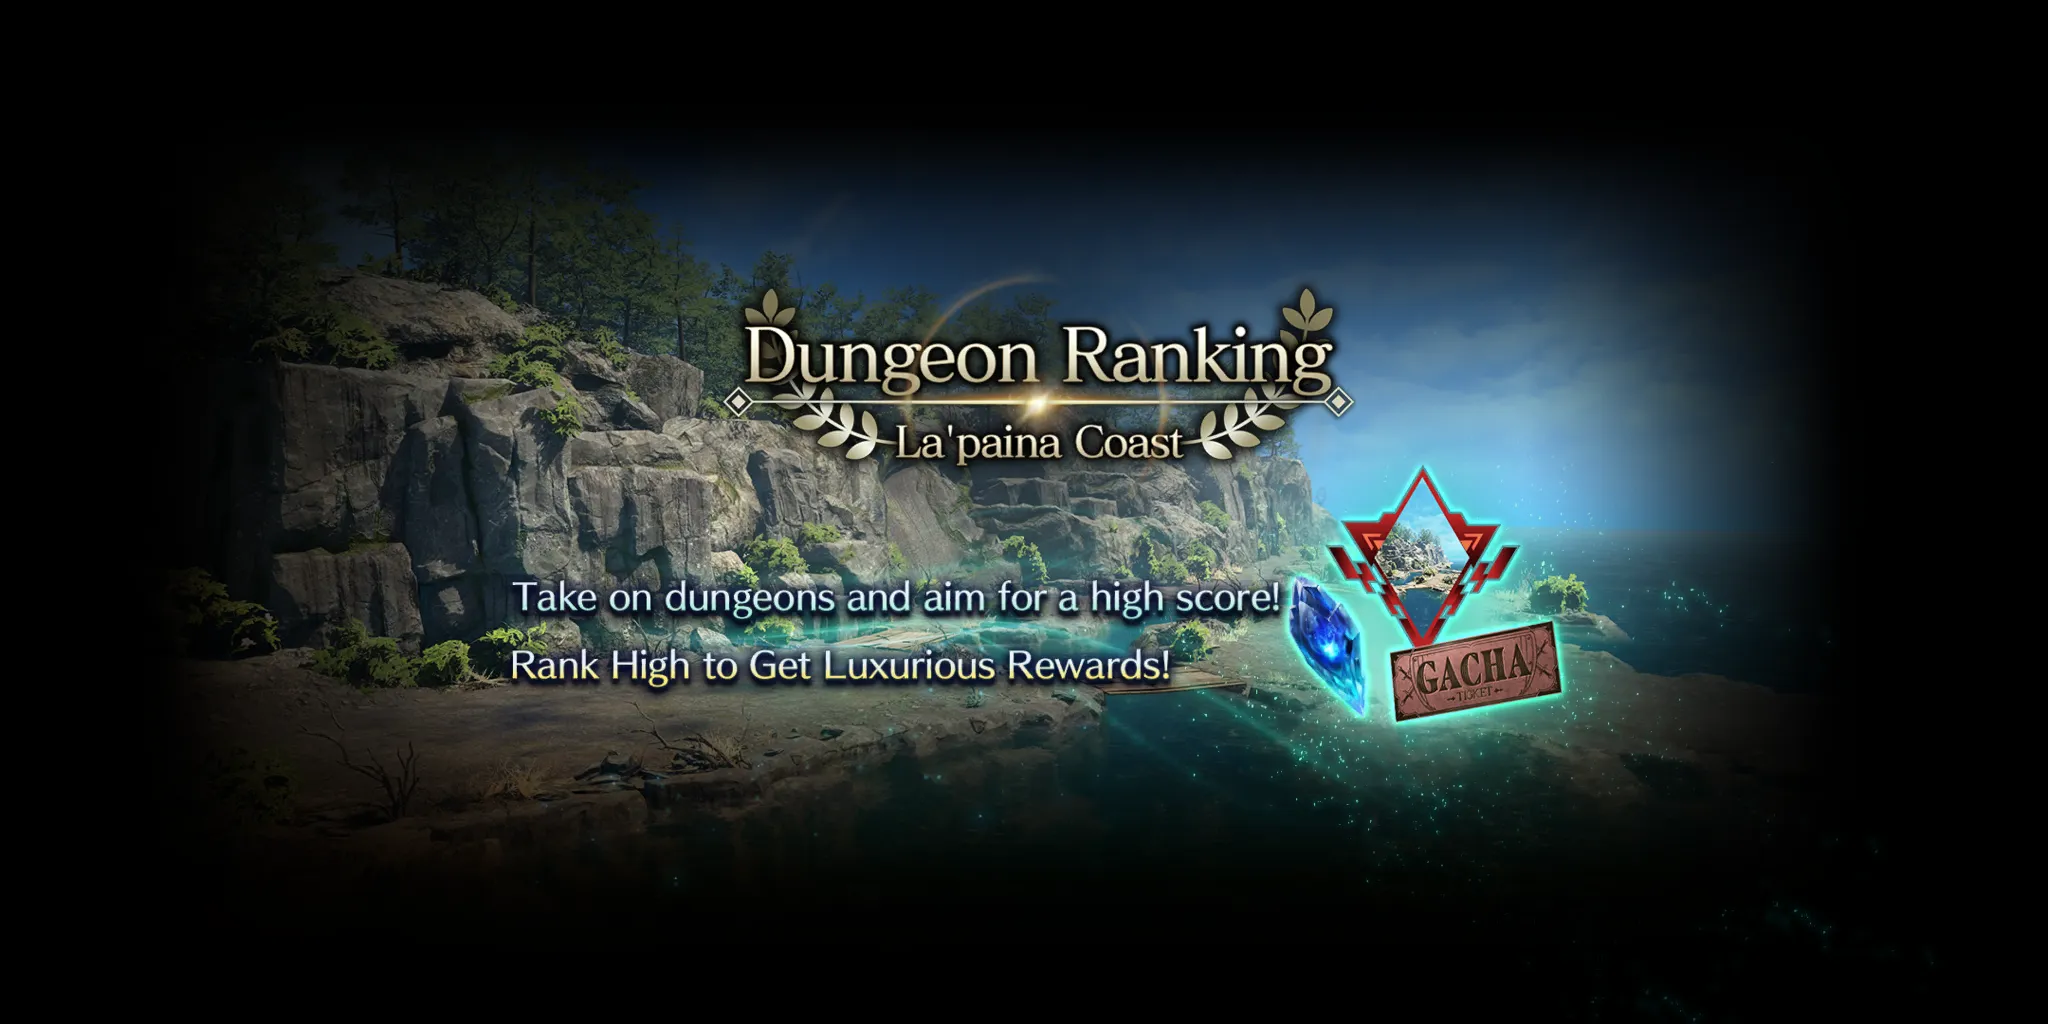 Dungeon Ranking
La'paina Coast
Take on dungeons and aim for a high score!
Rank High to Get Luxurious Rewards!
GACHA
TICKET